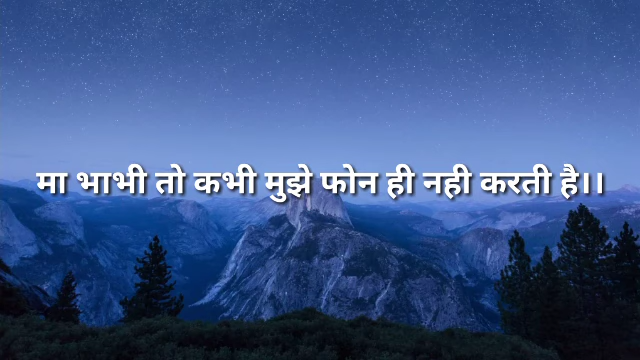 मा भाभी तो कभी मुझे फोन ही नही करती है।।